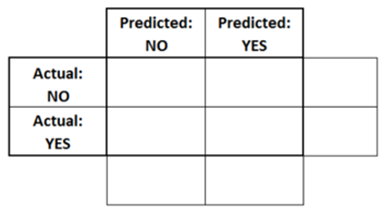 Predicted:
NO
Predicted:
YES
Actual:
NO
Actual:
YES